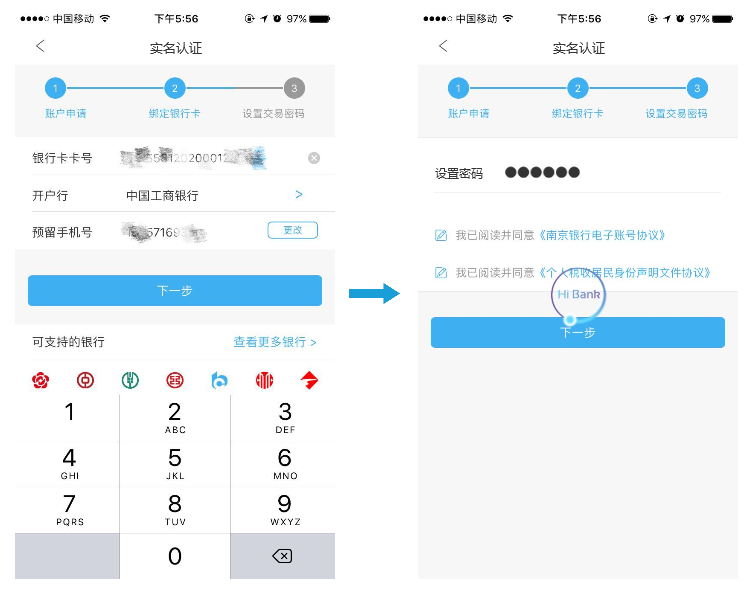 中国移动
下午5:56
97%
实名认证
1
2
3
账户申请
绑定银行卡
设置交易密码
银行卡卡号
开户行
中国工商银行
>
预留手机号
更改
下一步
可支持的银行
查看更多银行 >
1
2
ABC
3
DEF
4
GHI
5
JKL
6
MNO
7
PQRS
8
TUV
9
WXYZ
0
中国移动
下午5:56
97%
实名认证
1
2
3
账户申请
绑定银行卡
设置交易密码
设置密码
●●●●●●
我已阅读并同意《南京银行电子账号协议》
我已阅读并同意《个人税收居民身份声明文件协议》
Hi Bank
下一步